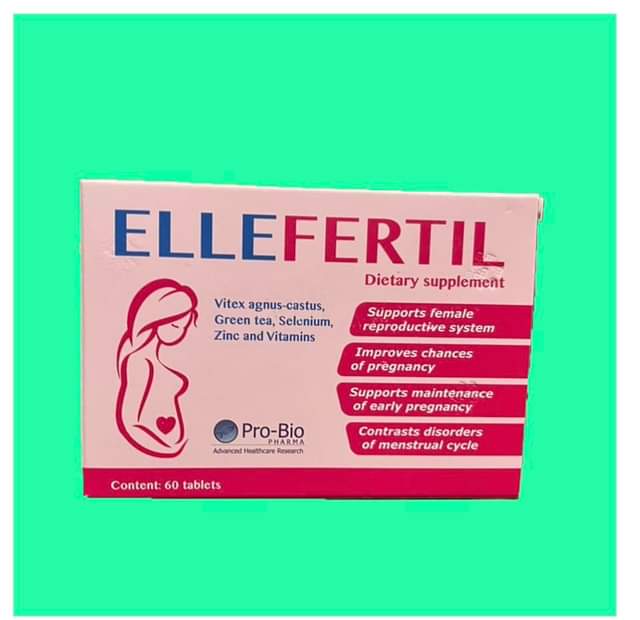 ELLEFERTIL
Dietary supplement
Vitex agnus-castus,
Green tea, Selenium,
Zinc and Vitamins
Supports female
reproductive system
Improves chances
of pregnancy
Supports maintenance
of early pregnancy
Contrasts disorders
of menstrual cycle
Pro-Bio
PHARMA
Advanced Healthcare Research
Content: 60 tablets